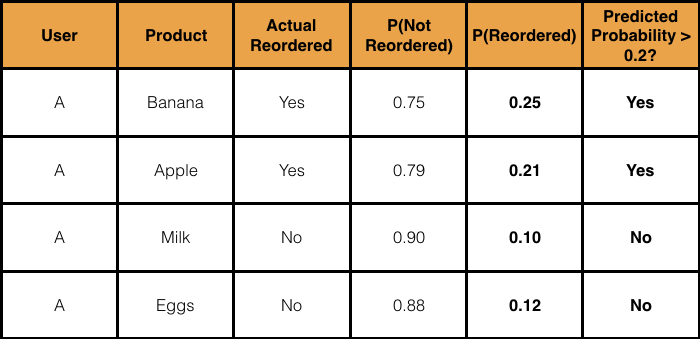 User Product Actual Reordered P(Not Reordered) P(Reordered) Predicted Probability > 0.2?
A Banana Yes 0.75 0.25 Yes
A Apple Yes 0.79 0.21 Yes
A Milk No 0.90 0.10 No
A Eggs No 0.88 0.12 No